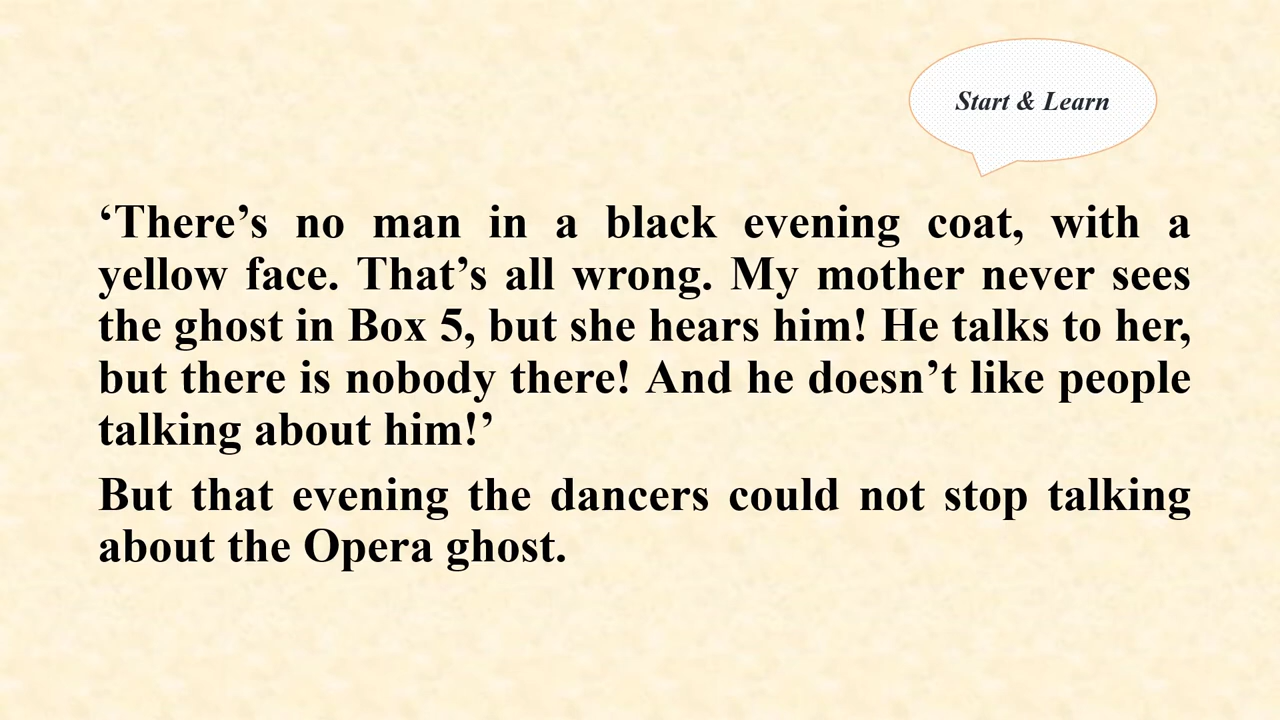 Start & Learn
‘There’s no man in a black evening coat, with a
yellow face. That’s all wrong. My mother never sees
the ghost in Box 5, but she hears him! He talks to her,
but there is nobody there! And he doesn’t like people
talking about him!’
But that evening the dancers could not stop talking
about the Opera ghost.